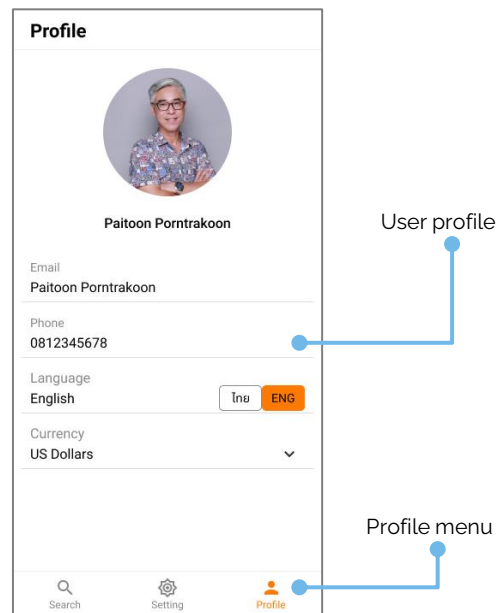 Profile
Paitoon Porntrakoon
User profile
Email
Paitoon Porntrakoon
Phone
0812345678
Language
English
ไทย ENG
Currency
US Dollars
Profile menu
Search Setting Profile